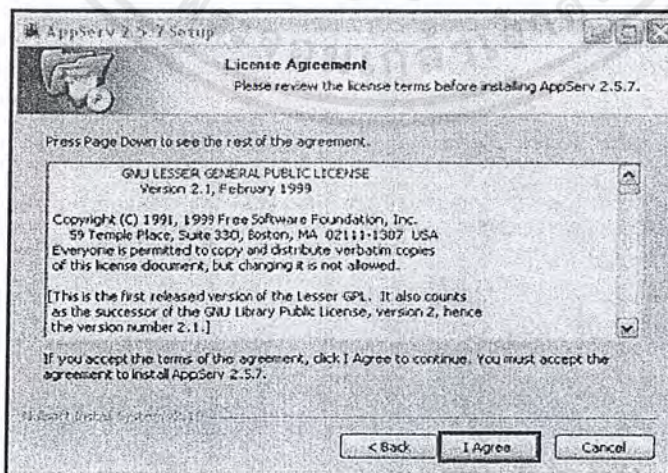 AppServ 2.5.7 Setup
License Agreement
Please review the license terms before installing AppServ 2.5.7.
Press Page Down to see the rest of the agreement.
GNU LESSER GENERAL PUBLIC LICENSE
Version 2.1, February 1999
Copyright (C) 1991, 1999 Free Software Foundation, Inc.
59 Temple Place, Suite 330, Boston, MA 02111-1307 USA
Everyone is permitted to copy and distribute verbatim copies
of this license document, but changing it is not allowed.
[This is the first released version of the Lesser GPL. It also counts
as the successor of the GNU Library Public License, version 2, hence
the version number 2.1.]
If you accept the terms of the agreement, click I Agree to continue. You must accept the
agreement to install AppServ 2.5.7.
Nullsoft Install System
< Back
I Agree
Cancel